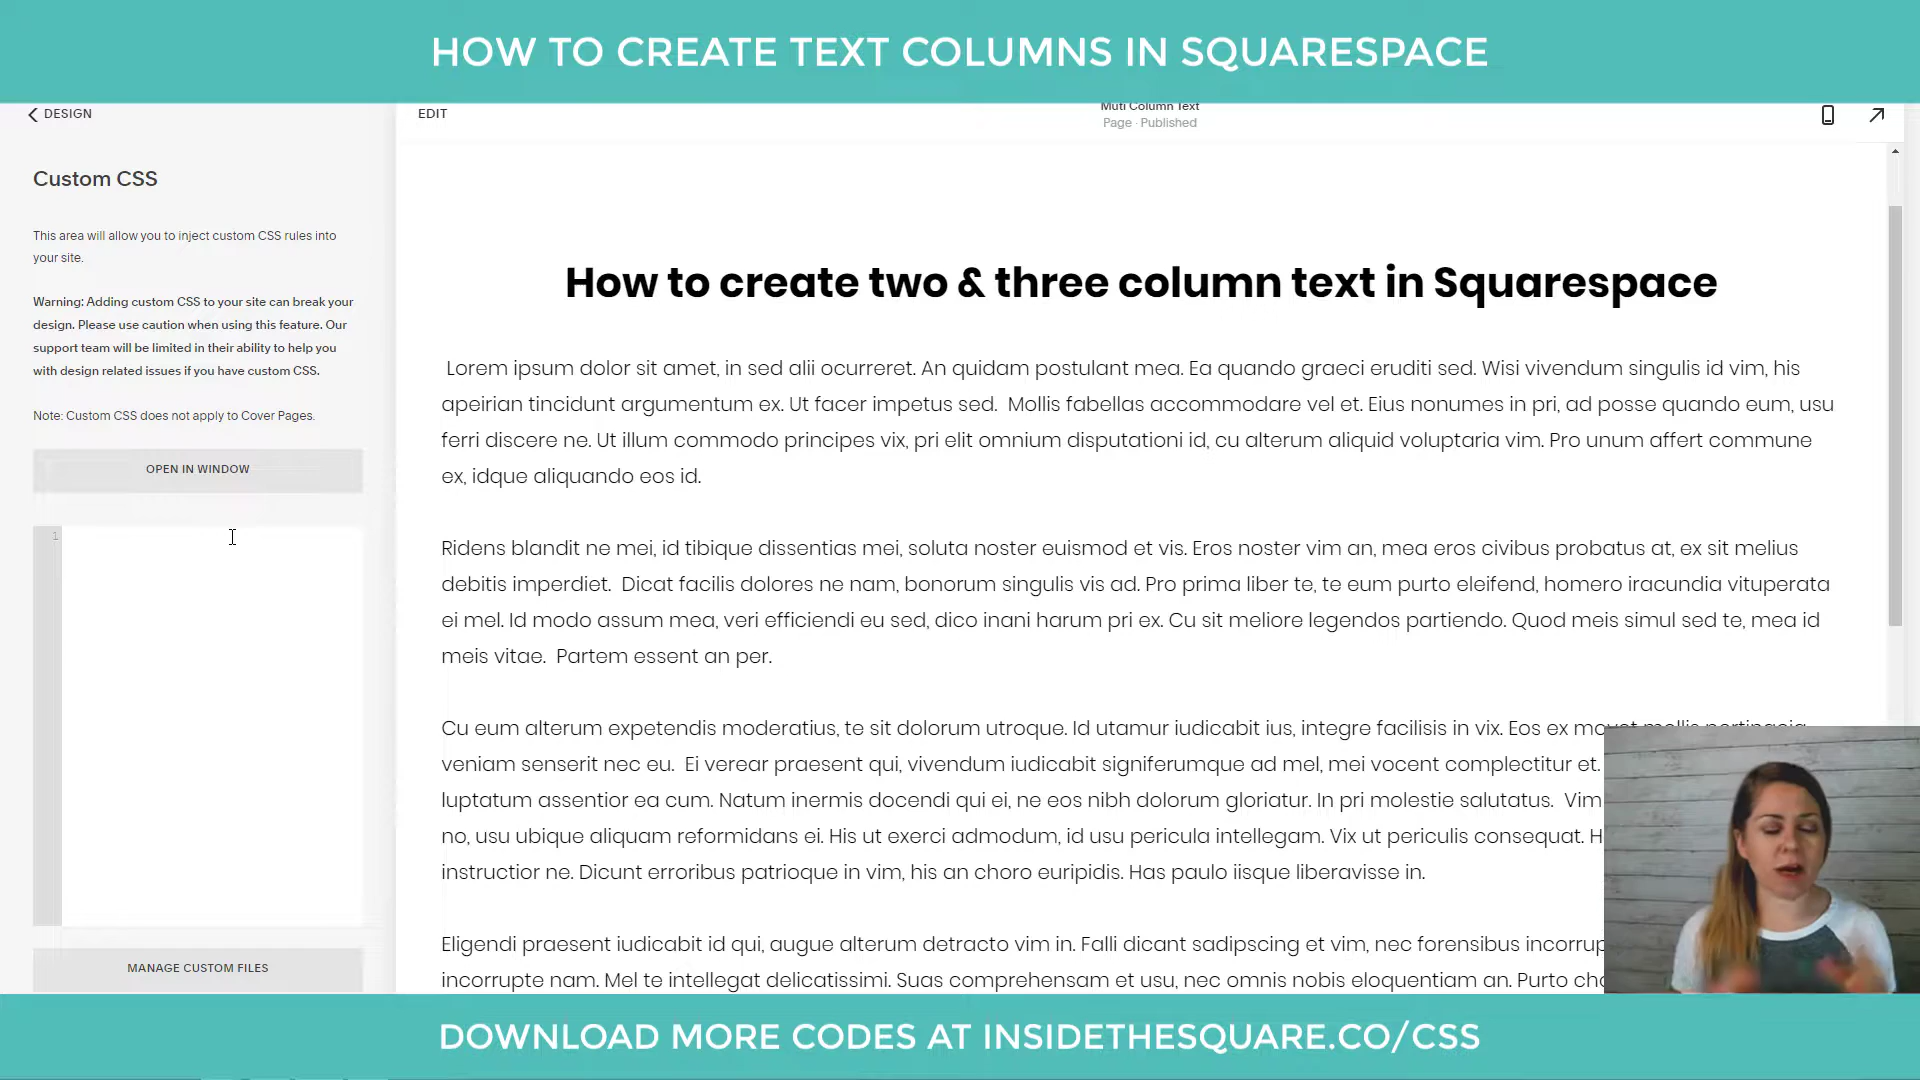 HOW TO CREATE TEXT COLUMNS IN SQUARESPACE
DESIGN
EDIT
Muti Column Text
Page · Published
Custom CSS
This area will allow you to inject custom CSS rules into
your site.
Warning: Adding custom CSS to your site can break your
design. Please use caution when using this feature. Our
support team will be limited in their ability to help you
with design related issues if you have custom CSS.
Note: Custom CSS does not apply to Cover Pages.
OPEN IN WINDOW
1
MANAGE CUSTOM FILES
How to create two & three column text in Squarespace
Lorem ipsum dolor sit amet, in sed alii ocurreret. An quidam postulant mea. Ea quando graeci eruditi sed. Wisi vivendum singulis id vim, his
apeirian tincidunt argumentum ex. Ut facer impetus sed.  Mollis fabellas accommodare vel et. Eius nonumes in pri, ad posse quando eum, usu
ferri discere ne. Ut illum commodo principes vix, pri elit omnium disputationi id, cu alterum aliquid voluptaria vim. Pro unum affert commune
ex, idque aliquando eos id.
Ridens blandit ne mei, id tibique dissentias mei, soluta noster euismod et vis. Eros noster vim an, mea eros civibus probatus at, ex sit melius
debitis imperdiet.  Dicat facilis dolores ne nam, bonorum singulis vis ad. Pro prima liber te, te eum purto eleifend, homero iracundia vituperata
ei mel. Id modo assum mea, veri efficiendi eu sed, dico inani harum pri ex. Cu sit meliore legendos partiendo. Quod meis simul sed te, mea id
meis vitae.  Partem essent an per.
Cu eum alterum expetendis moderatius, te sit dolorum utroque. Id utamur iudicabit ius, integre facilisis in vix. Eos ex movet mollis pertinacia
veniam senserit nec eu.  Ei verear praesent qui, vivendum iudicabit signiferumque ad mel, mei vocent complectitur et.
luptatum assentior ea cum. Natum inermis docendi qui ei, ne eos nibh dolorum gloriatur. In pri molestie salutatus.  Vim
no, usu ubique aliquam reformidans ei. His ut exerci admodum, id usu pericula intellegam. Vix ut periculis consequat. H
instructior ne. Dicunt erroribus patrioque in vim, his an choro euripidis. Has paulo iisque liberavisse in.
Eligendi praesent iudicabit id qui, augue alterum detracto vim in. Falli dicant sadipscing et vim, nec forensibus
incorrupte nam. Mel te intellegat delicatissimi. Suas comprehensam et usu, nec omnis nobis eloquentiam an. Purto
DOWNLOAD MORE CODES AT INSIDETHESQUARE.CO/CSS